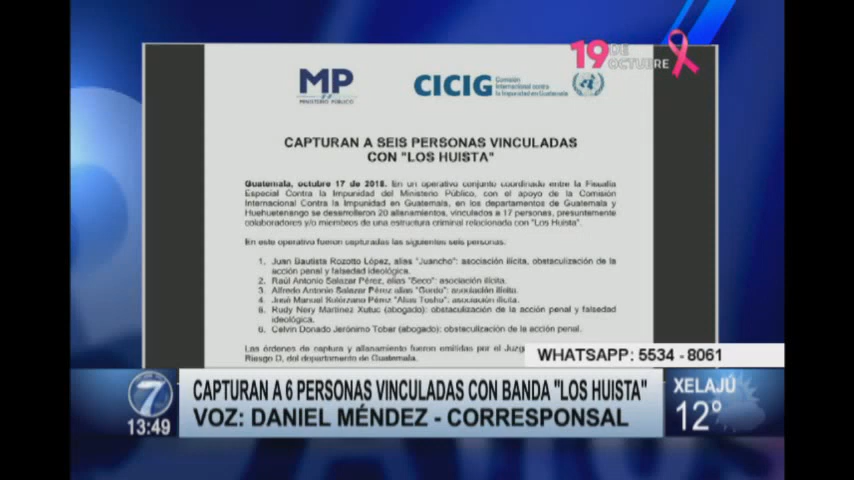 19 DE
OCTUBRE
MP
MINISTERIO PÚBLICO
CICIG
Comisión
Internacional contra
la Impunidad en Guatemala
CAPTURAN A SEIS PERSONAS VINCULADAS
CON "LOS HUISTA"
Guatemala, octubre 17 de 2018. En un operativo conjunto coordinado entre la Fiscalía
Especial Contra la Impunidad del Ministerio Público, con el apoyo de la Comisión
Internacional Contra la Impunidad en Guatemala, en los departamentos de Guatemala y
Huehuetenango se desarrollaron 20 allanamientos, vinculados a 17 personas, presuntamente
colaboradores y/o miembros de una estructura criminal relacionada con "Los Huista".
En este operativo fueron capturadas las siguientes seis personas:
1. Juan Bautista Rozotto López, alias "Juancho": asociación ilícita, obstaculización de la
acción penal y falsedad ideológica.
2. Raúl Antonio Salazar Pérez, alias "Seco": asociación ilícita.
3. Alfredo Antonio Salazar Pérez alias "Gordo": asociación ilícita.
4. José Manuel Solórzano Pérez "Alias Tosho": asociación ilícita.
5. Rudy Nery Martínez Xutuc (abogado): obstaculización de la acción penal y falsedad
ideológica.
6. Celvin Donado Jerónimo Tober (abogado): obstaculización de la acción penal.
Las órdenes de captura y allanamiento fueron emitidas por el Juzg
Riesgo D, del departamento de Guatemala.
WHATSAPP: 5534 - 8061
7
13:49
CAPTURAN A 6 PERSONAS VINCULADAS CON BANDA "LOS HUISTA"
VOZ: DANIEL MÉNDEZ - CORRESPONSAL
XELAJÚ
12°